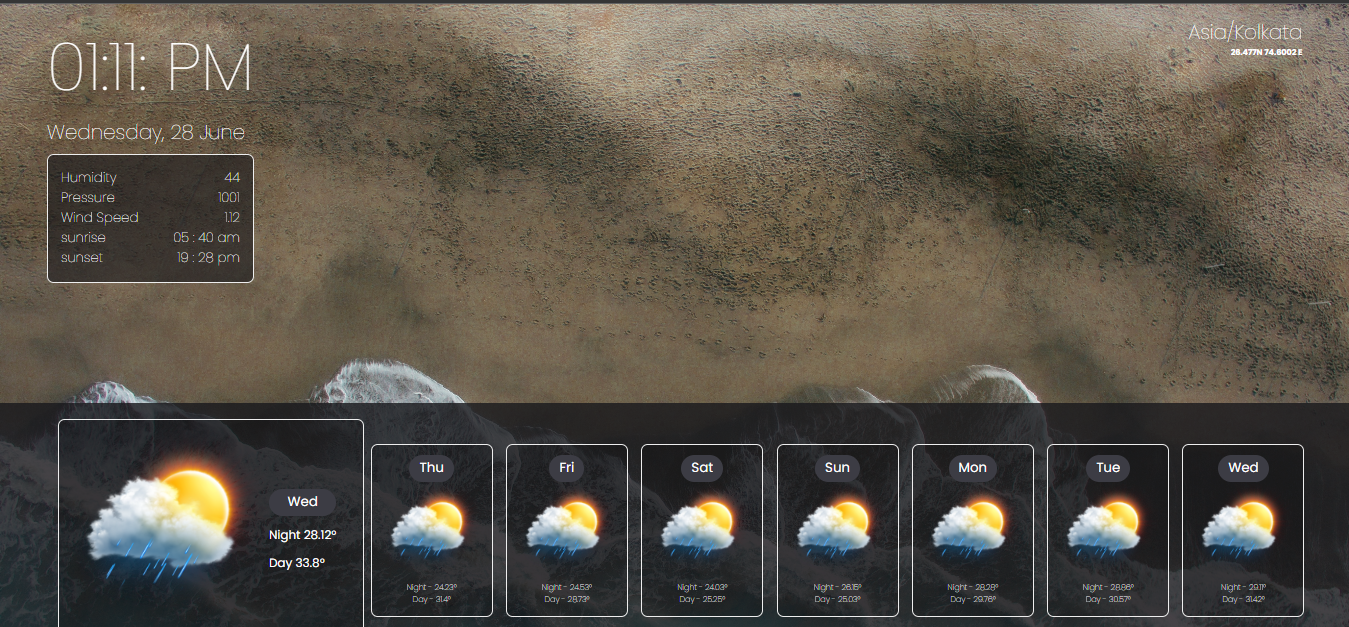 01:11: PM
Wednesday, 28 June
Asia/Kolkata
26.477N 74.6002 E
Humidity 44
Pressure 1001
Wind Speed 1.12
sunrise 05 : 40 am
sunset 19 : 28 pm
Wed
Night 28.12°
Day 33.8°
Thu
Night - 24.23°
Day - 31.4°
Fri
Night - 24.53°
Day - 28.73°
Sat
Night - 24.03°
Day - 25.25°
Sun
Night - 26.15°
Day - 25.03°
Mon
Night - 28.28°
Day - 29.76°
Tue
Night - 28.66°
Day - 30.57°
Wed
Night - 29.11°
Day - 31.42°